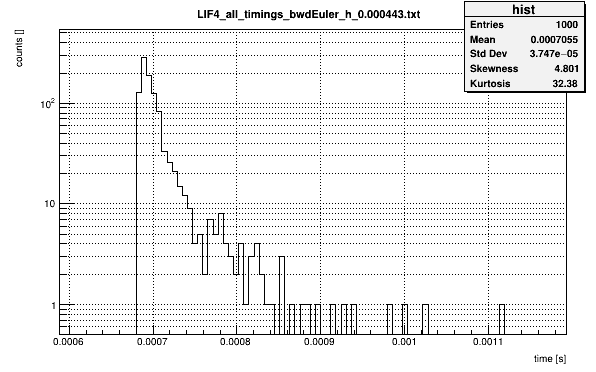 LIF4_all_timings_bwdEuler_h_0.000443.txt
hist
Entries 1000
Mean 0.0007055
Std Dev 3.747e−05
Skewness 4.801
Kurtosis 32.38
counts []
10²
10
1
0.0006 0.0007 0.0008 0.0009 0.001 0.0011
time [s]